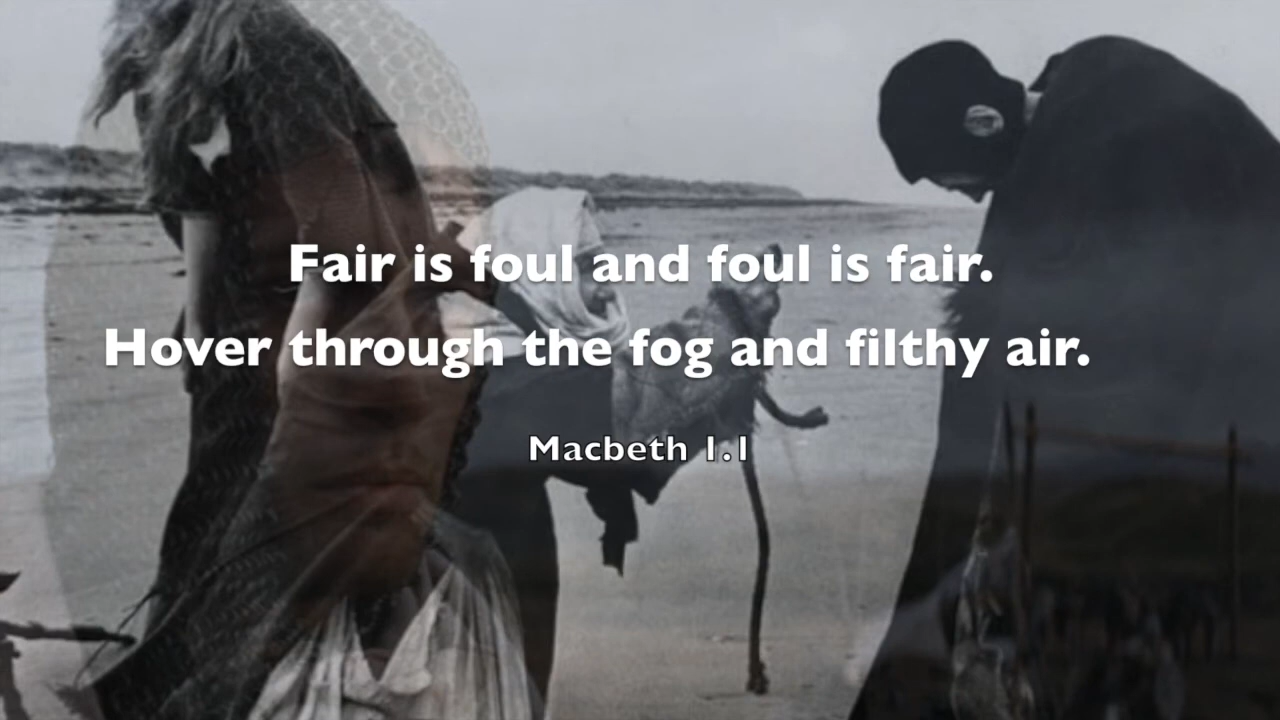 Fair is foul and foul is fair.
Hover through the fog and filthy air.
Macbeth 1.1